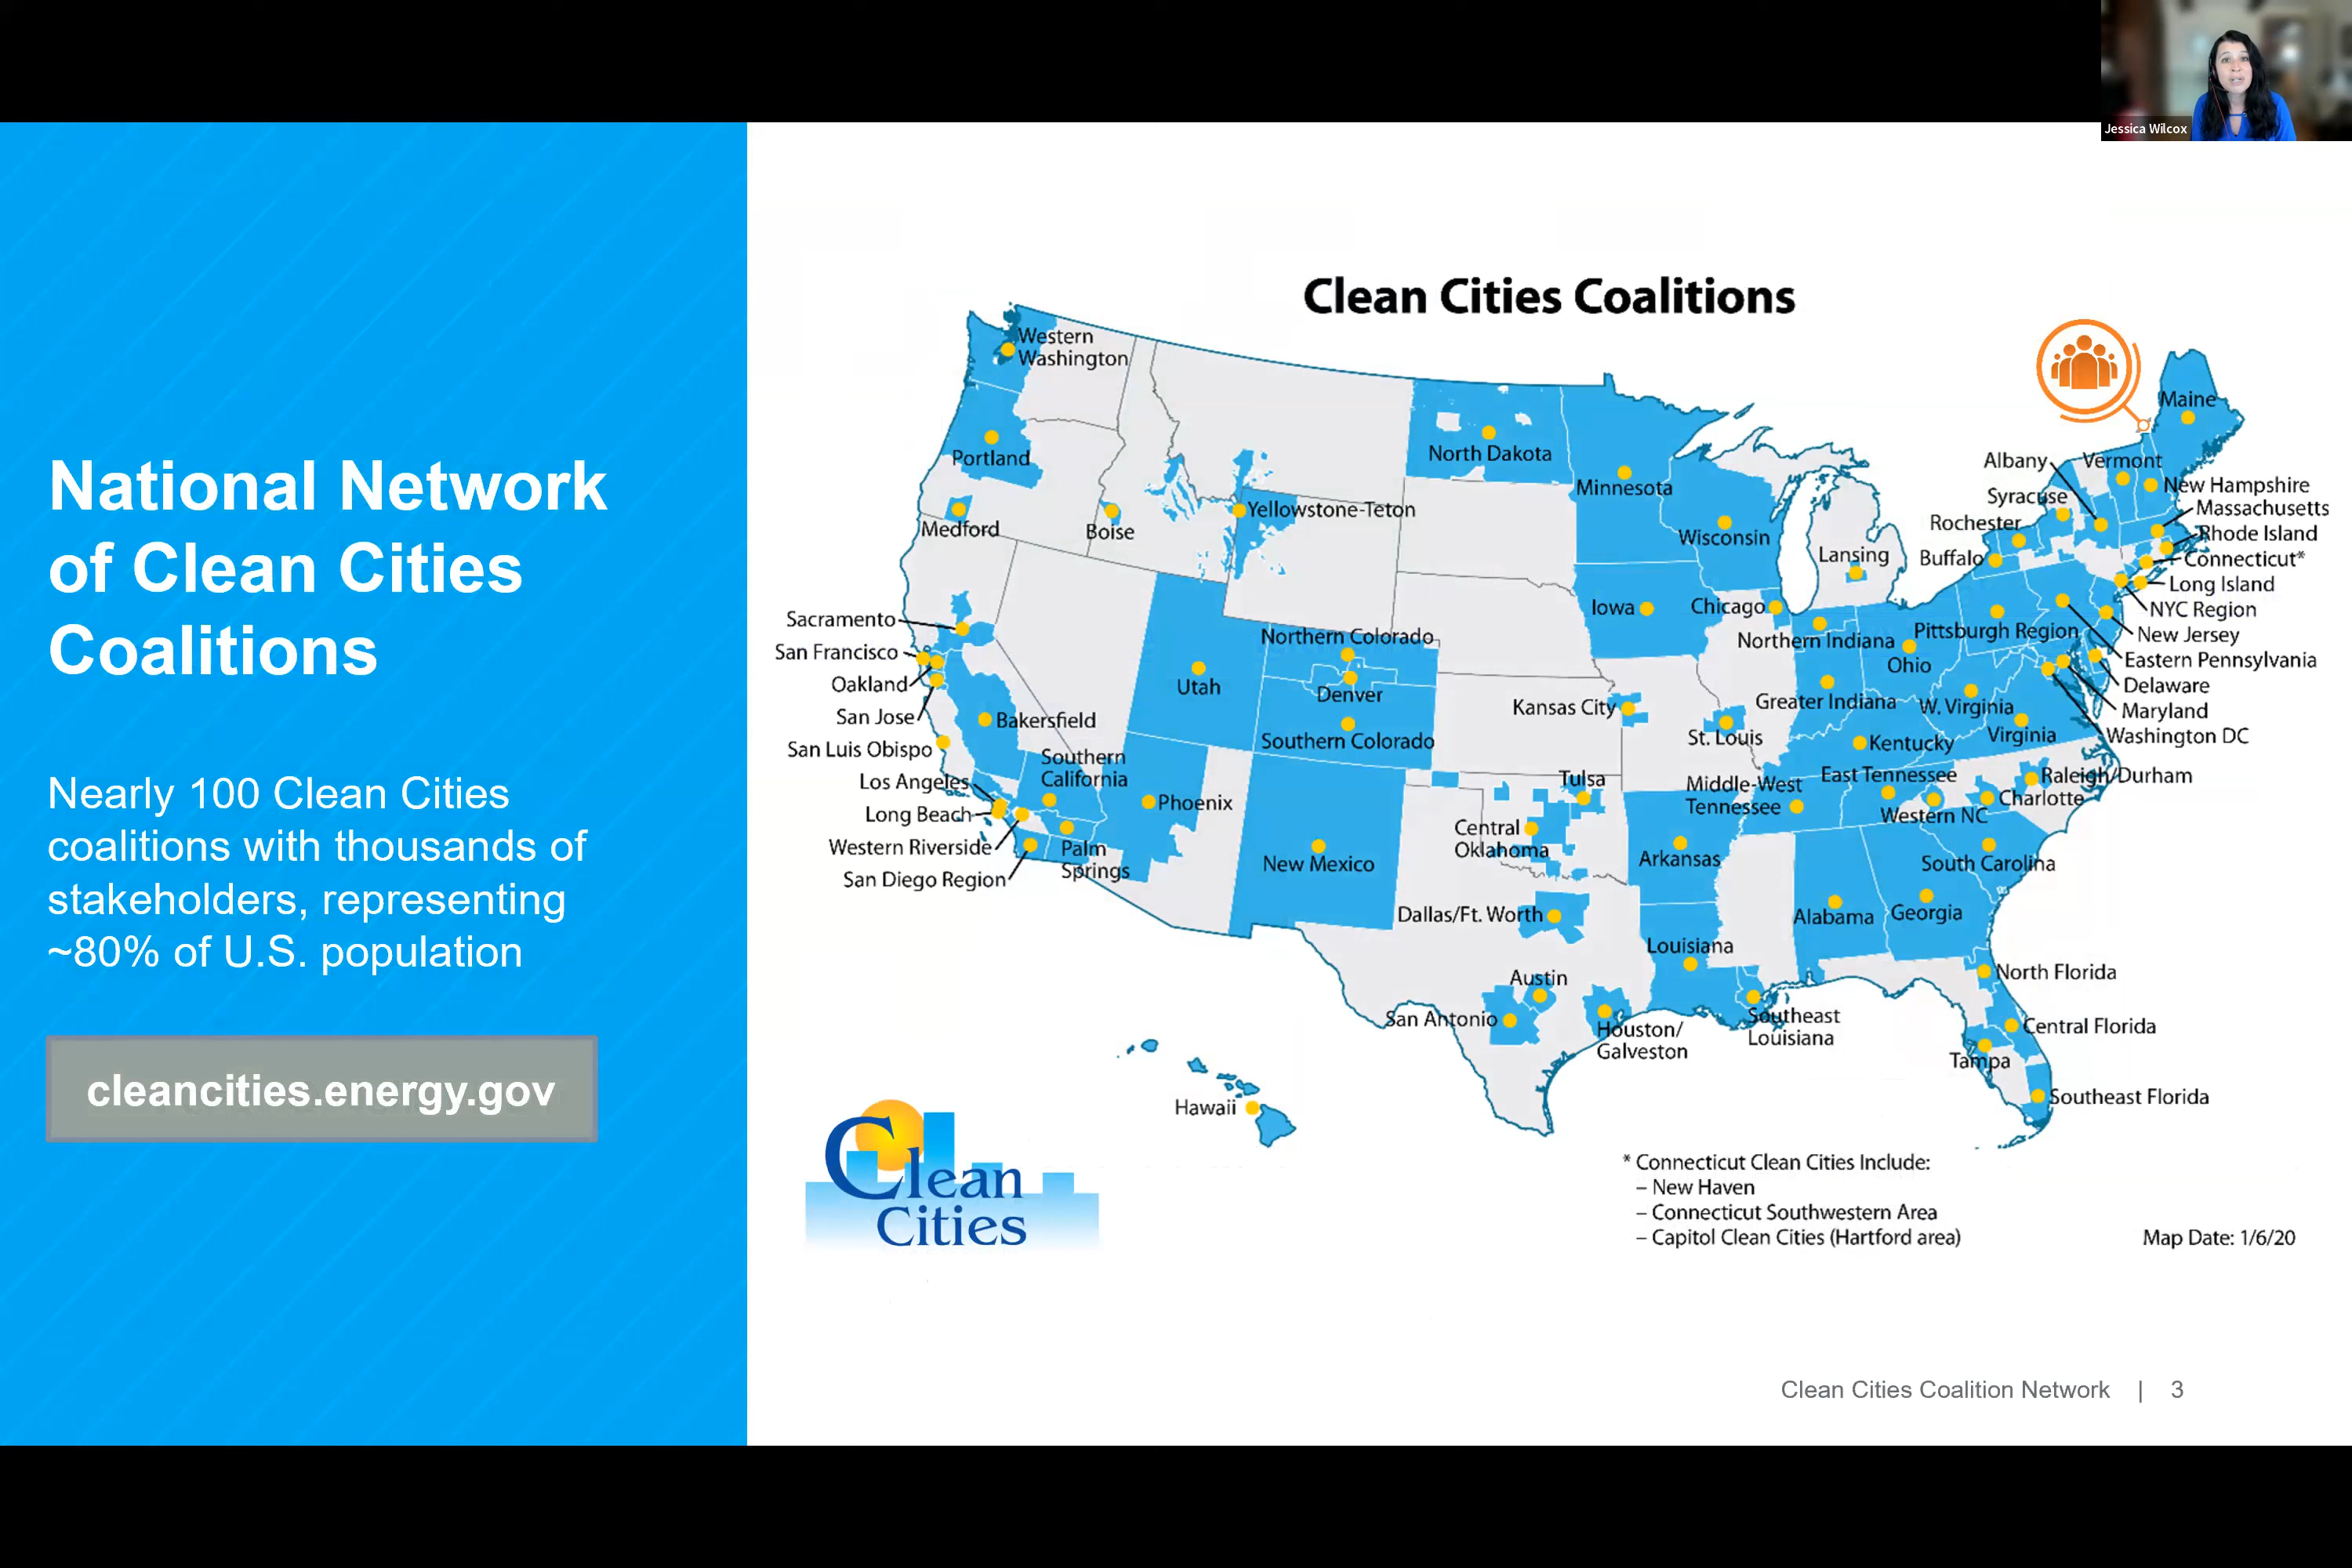 Jessica Wilcox
National Network
of Clean Cities
Coalitions
Nearly 100 Clean Cities
coalitions with thousands of
stakeholders, representing
~80% of U.S. population
cleancities.energy.gov
Clean Cities Coalitions
Western
Washington
Portland
Medford
Boise
Yellowstone-Teton
North Dakota
Minnesota
Wisconsin
Lansing
Iowa
Chicago
Northern Indiana
Greater Indiana
Ohio
Pittsburgh Region
W. Virginia
Virginia
Kentucky
Maine
Albany
Vermont
Syracuse
New Hampshire
Rochester
Massachusetts
Rhode Island
Buffalo
Connecticut*
Long Island
NYC Region
New Jersey
Eastern Pennsylvania
Delaware
Maryland
Washington DC
Sacramento
San Francisco
Oakland
San Jose
Bakersfield
San Luis Obispo
Southern
California
Los Angeles
Long Beach
Western Riverside
San Diego Region
Palm
Springs
Phoenix
Utah
Northern Colorado
Denver
Southern Colorado
New Mexico
Kansas City
St. Louis
Tulsa
Central
Oklahoma
Middle-West
Tennessee
East Tennessee
Raleigh/Durham
Charlotte
Western NC
Arkansas
South Carolina
Dallas/Ft. Worth
Alabama
Georgia
Louisiana
Austin
San Antonio
Houston/
Galveston
Southeast
Louisiana
North Florida
Central Florida
Tampa
Southeast Florida
Hawaii
Clean
Cities
* Connecticut Clean Cities Include:
– New Haven
– Connecticut Southwestern Area
– Capitol Clean Cities (Hartford area)
Map Date: 1/6/20
Clean Cities Coalition Network | 3